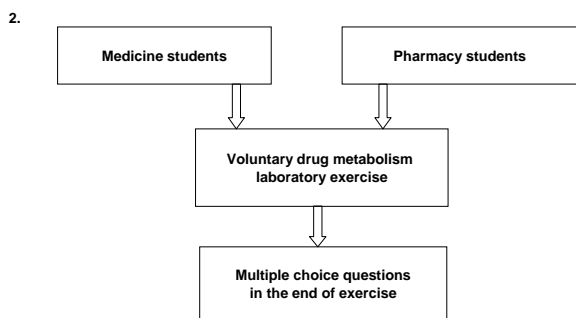 2.
Medicine students
Pharmacy students
Voluntary drug metabolism
laboratory exercise
Multiple choice questions
in the end of exercise